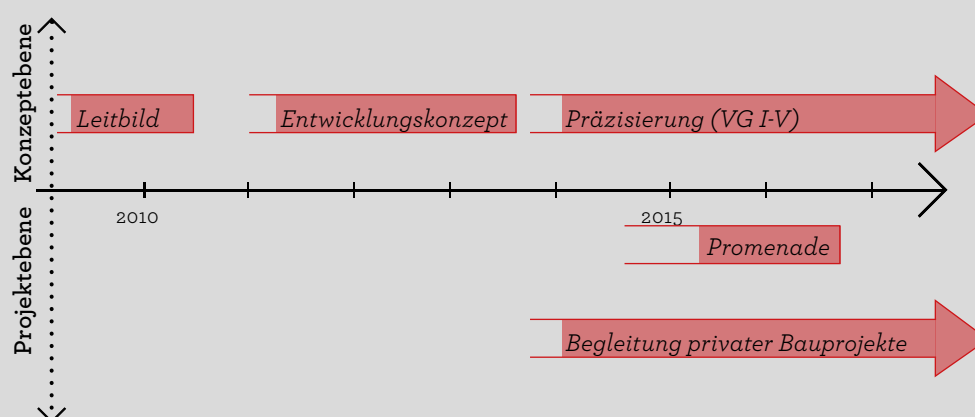 Konzeptebene
Leitbild
Entwicklungskonzept
Präzisierung (VG I-V)
2010
2015
Projektebene
Promenade
Begleitung privater Bauprojekte